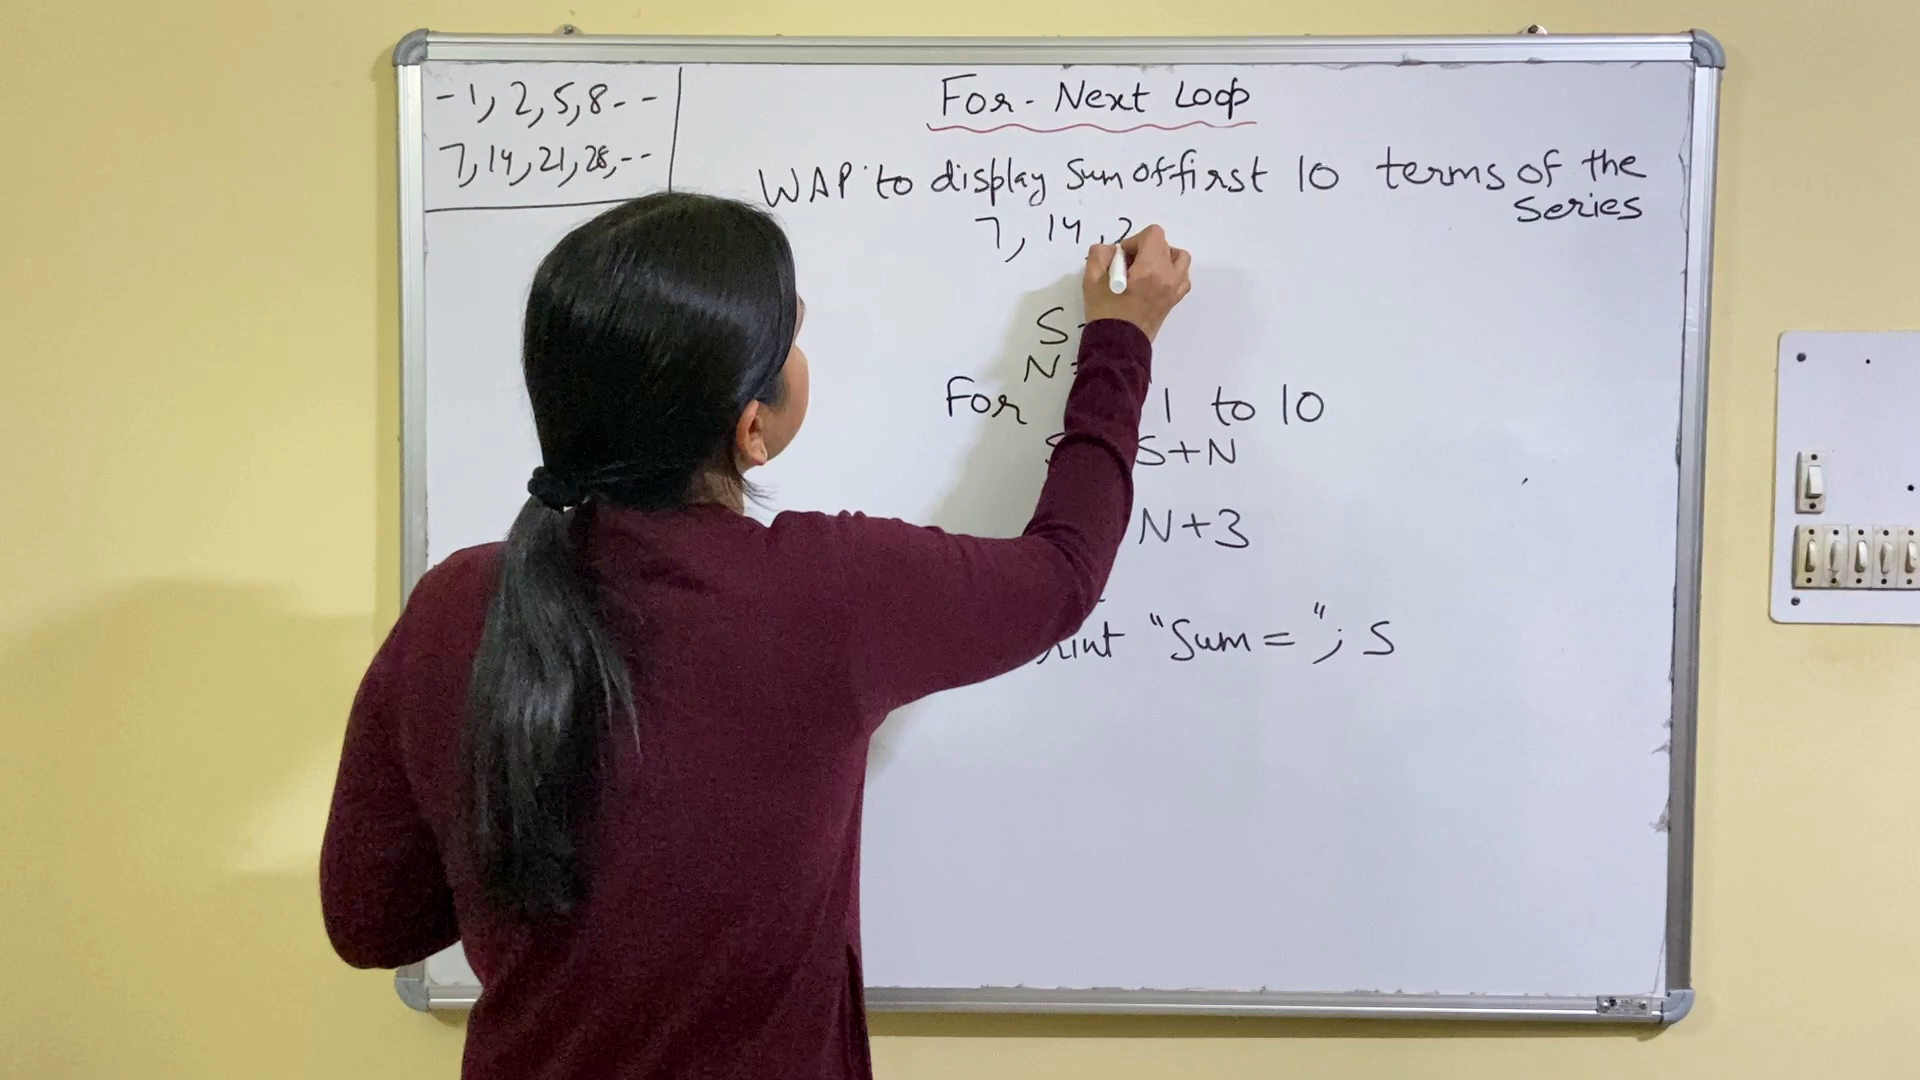 -1, 2, 5, 8 - -
7, 14, 21, 28, - -
For - Next Loop
WAP to display Sum of first 10 terms of the
series
7, 14, 2
S
N
For 1 to 10
S+N
N+3
"Sum = "; S